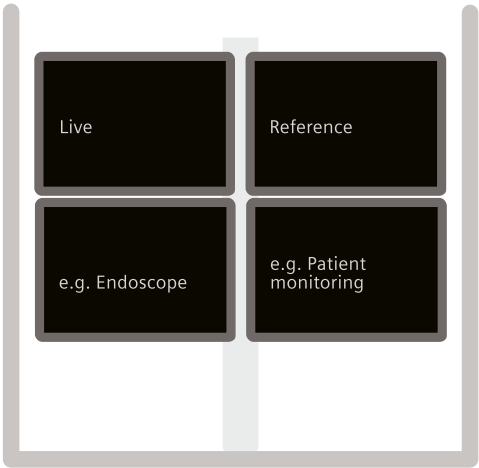 Live
Reference
e.g. Endoscope
e.g. Patient
monitoring